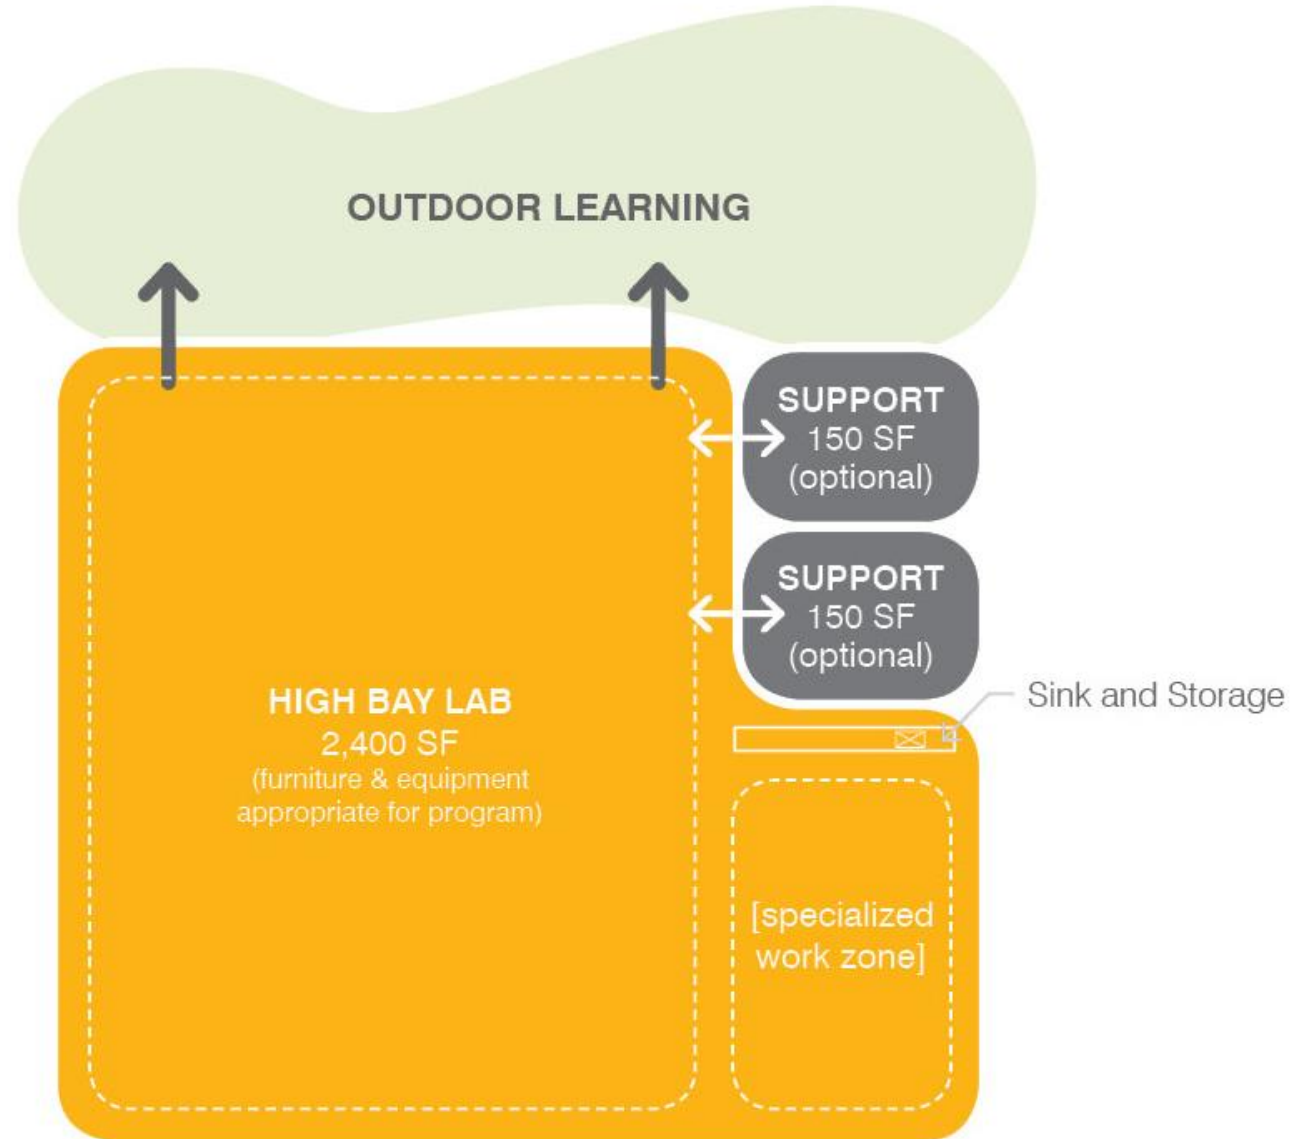 OUTDOOR LEARNING
SUPPORT
150 SF
(optional)
SUPPORT
150 SF
(optional)
Sink and Storage
HIGH BAY LAB
2,400 SF
(furniture & equipment
appropriate for program)
[specialized
work zone]